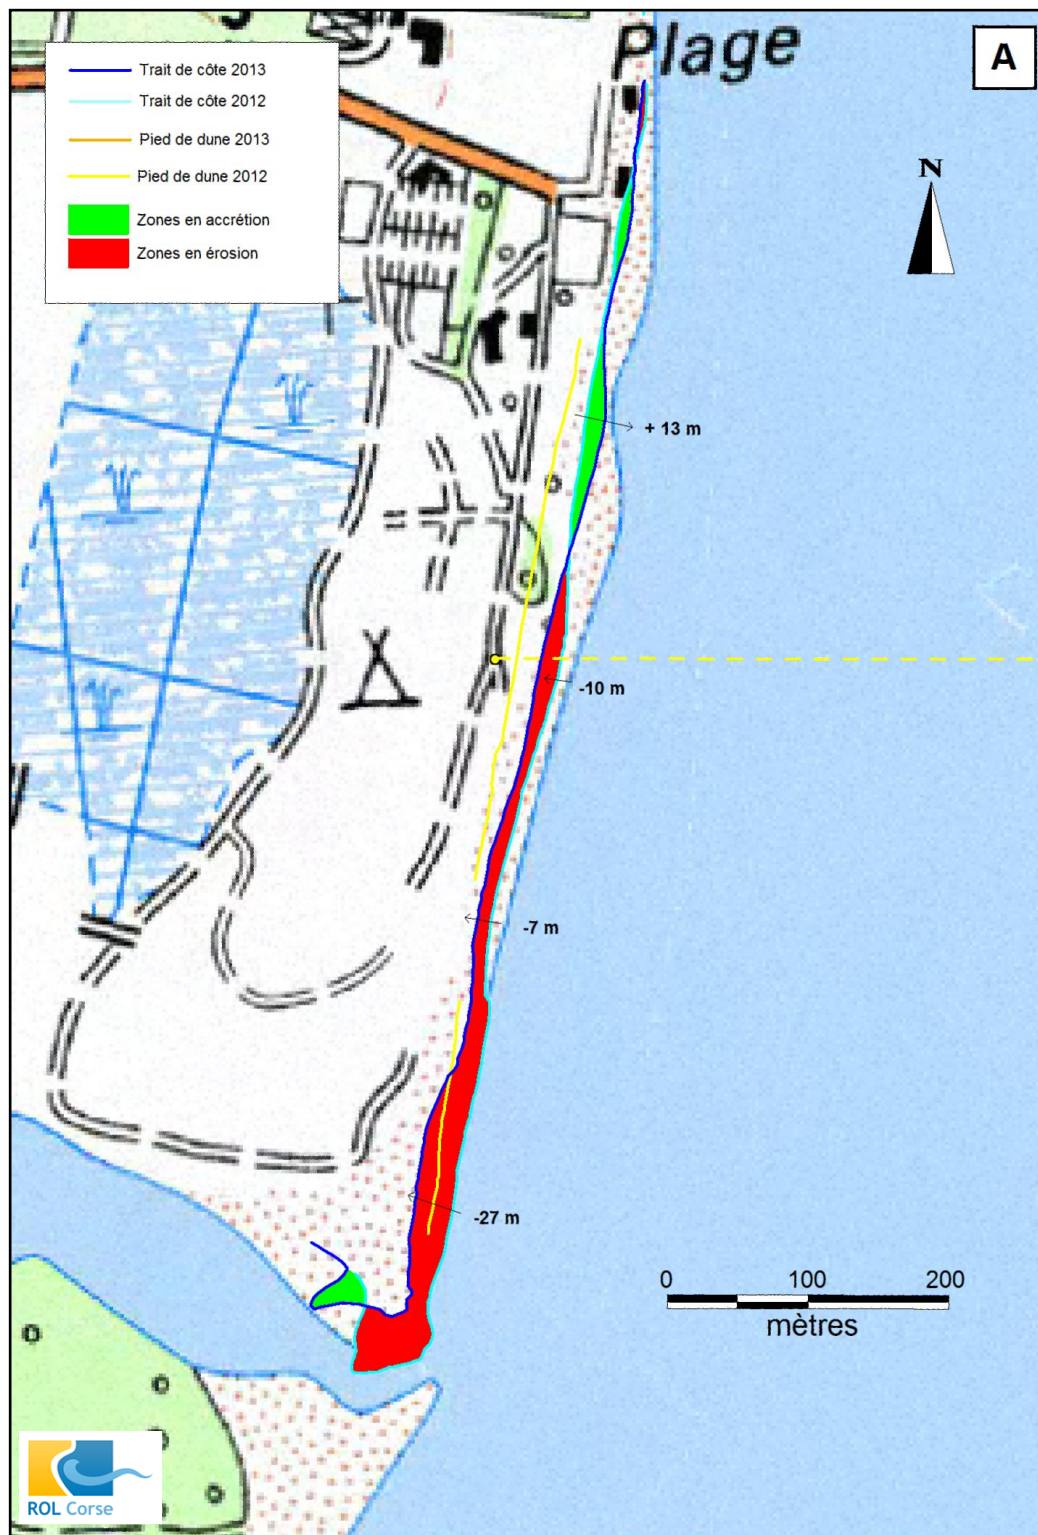 Plage
A
Trait de côte 2013
Trait de côte 2012
Pied de dune 2013
Pied de dune 2012
Zones en accrétion
Zones en érosion
N
+ 13 m
-10 m
-7 m
-27 m
0 100 200
mètres
ROL Corse